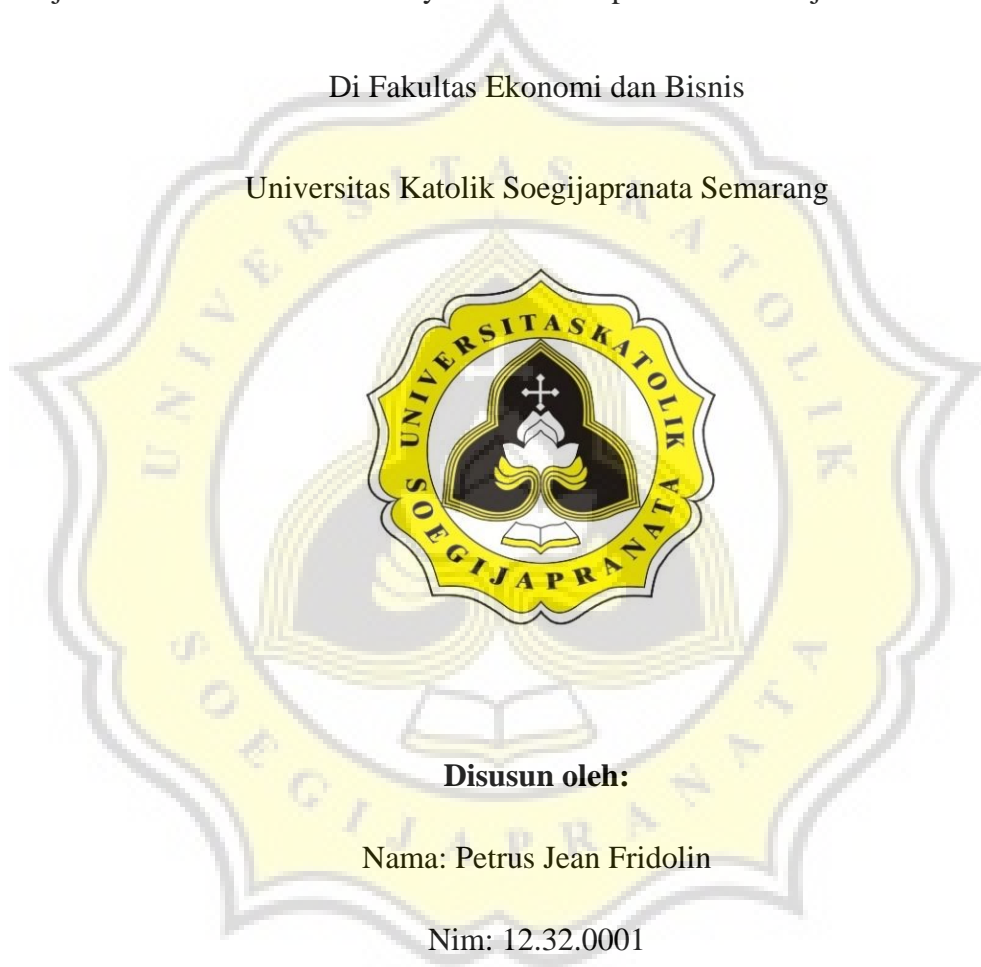 Di Fakultas Ekonomi dan Bisnis
Universitas Katolik Soegijapranata Semarang
UNIVERSITAS KATOLIK
SOEGIJAPRANATA
Disusun oleh:
Nama: Petrus Jean Fridolin
Nim: 12.32.0001